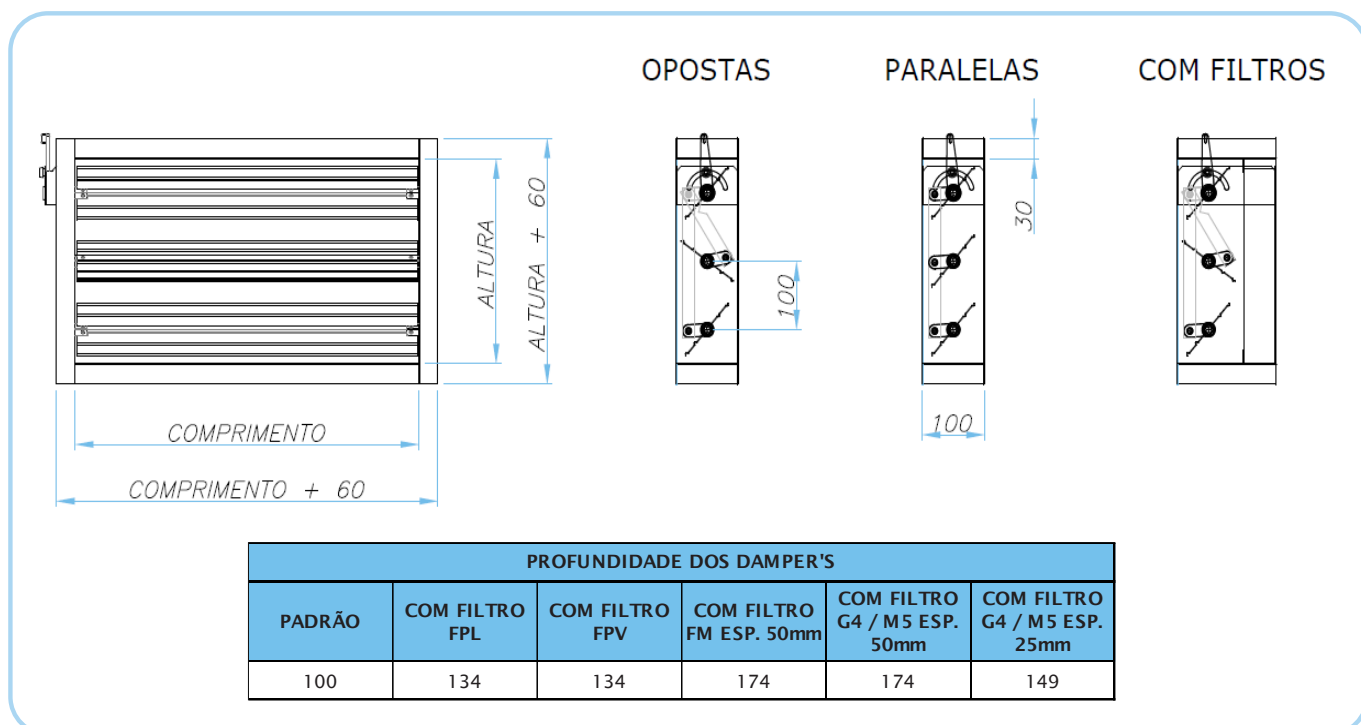 OPOSTAS
PARALELAS
COM FILTROS
ALTURA
ALTURA + 60
100
30
100
COMPRIMENTO
COMPRIMENTO + 60
PROFUNDIDADE DOS DAMPER'S
PADRÃO
COM FILTRO
FPL
COM FILTRO
FPV
COM FILTRO
FM ESP. 50mm
COM FILTRO
G4 / M5 ESP.
50mm
COM FILTRO
G4 / M5 ESP.
25mm
100
134
134
174
174
149